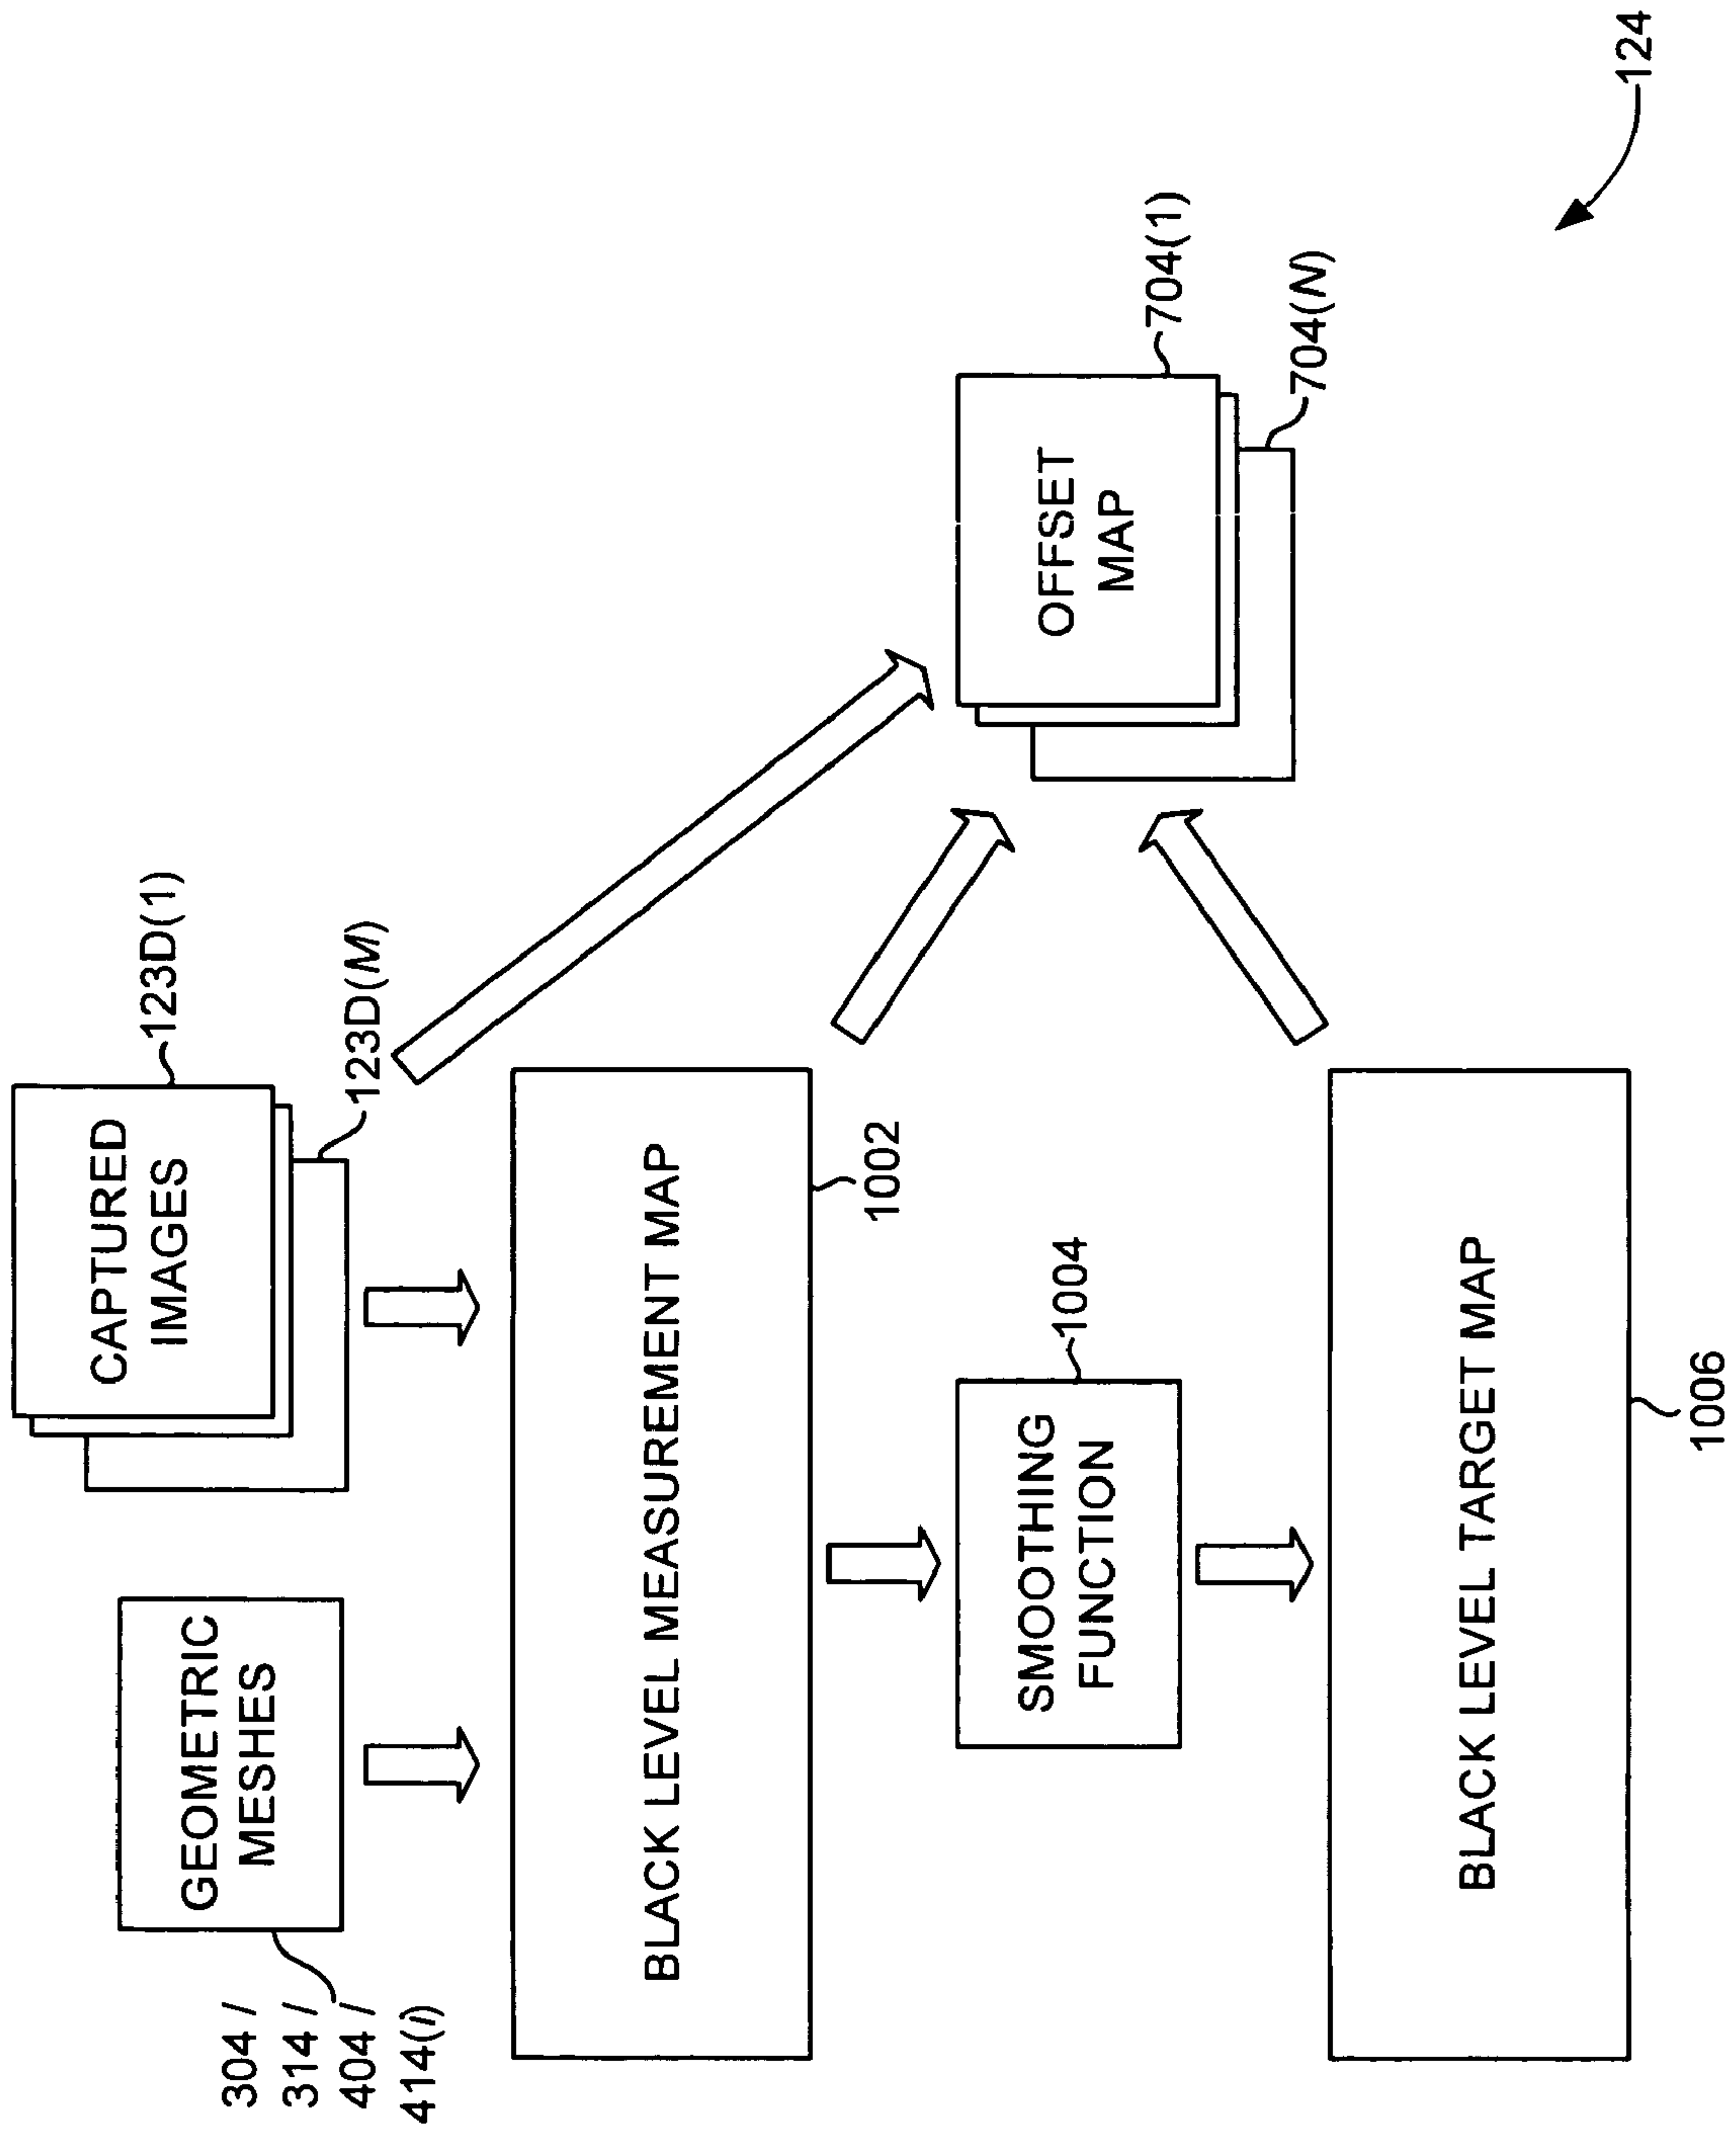 304 /
314 /
404 /
414(i)
GEOMETRIC
MESHES
CAPTURED
IMAGES
123D(1)
123D(M)
BLACK LEVEL MEASUREMENT MAP
1002
SMOOTHING
FUNCTION
1004
OFFSET
MAP
704(1)
704(N)
BLACK LEVEL TARGET MAP
1006
124